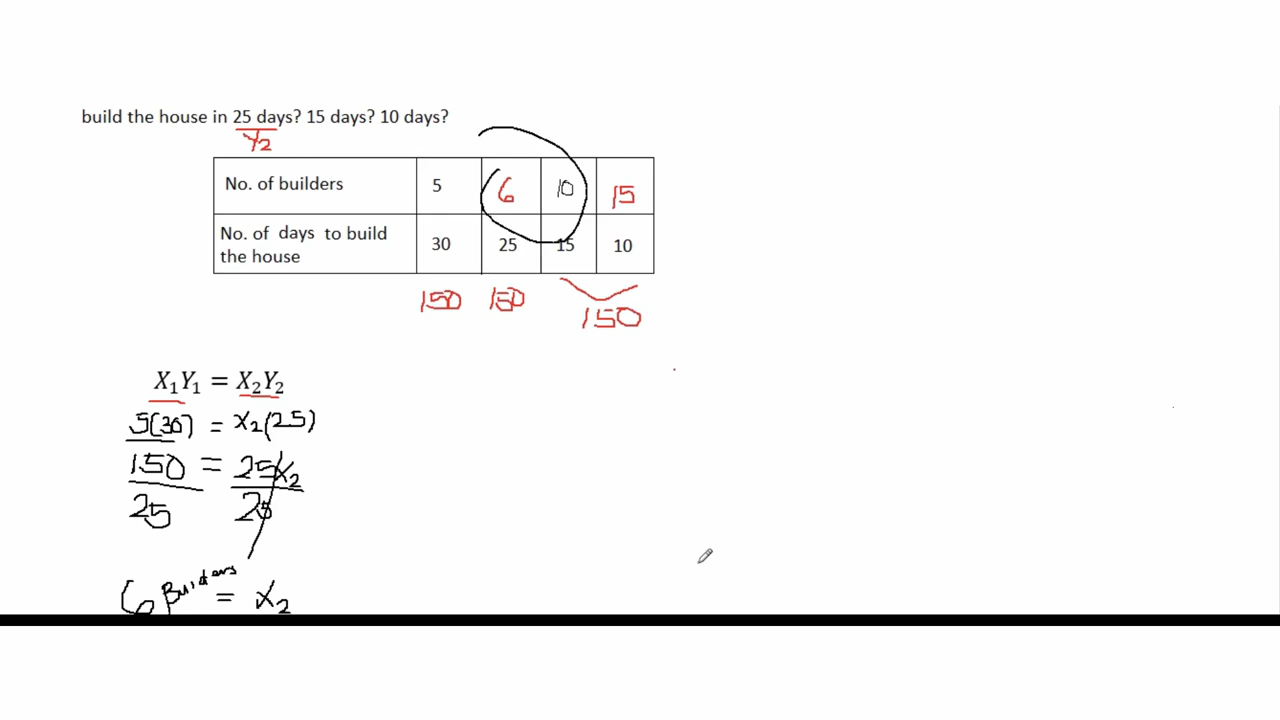 build the house in 25 days? 15 days? 10 days?
Y2
No. of builders 5 6 10 15
No. of days to build the house 30 25 15 10
150 150 150
X₁Y₁ = X₂Y₂
5(30) = x₂(25)
150 = 25x₂
25 25
6 Builders = x₂